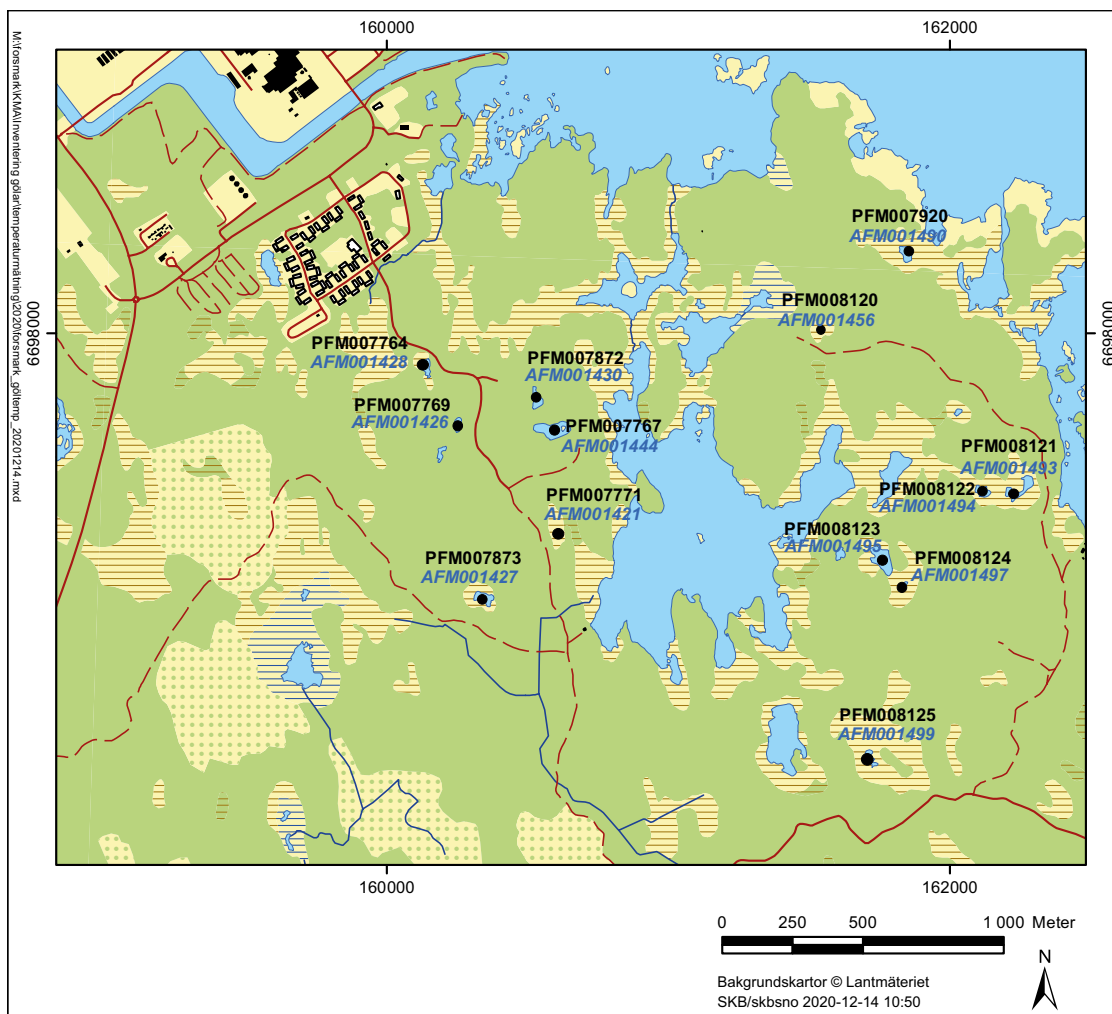 160000
162000
M:\forsmark\KMA\Inventering gölar\temperaturmätning\2020\forsmark_göltemp_20201214.mxd
PFM007920
AFM001490
PFM008120
AFM001456
6698000
6698000
PFM007764
AFM001428
PFM007872
AFM001430
PFM007769
AFM001426
PFM007767
AFM001444
PFM008121
AFM001493
PFM008122
AFM001494
PFM007771
AFM001421
PFM008123
AFM001495
PFM007873
AFM001427
PFM008124
AFM001497
PFM008125
AFM001499
160000
162000
0 250 500 1 000 Meter
N
Bakgrundskartor © Lantmäteriet
SKB/skbsno 2020-12-14 10:50